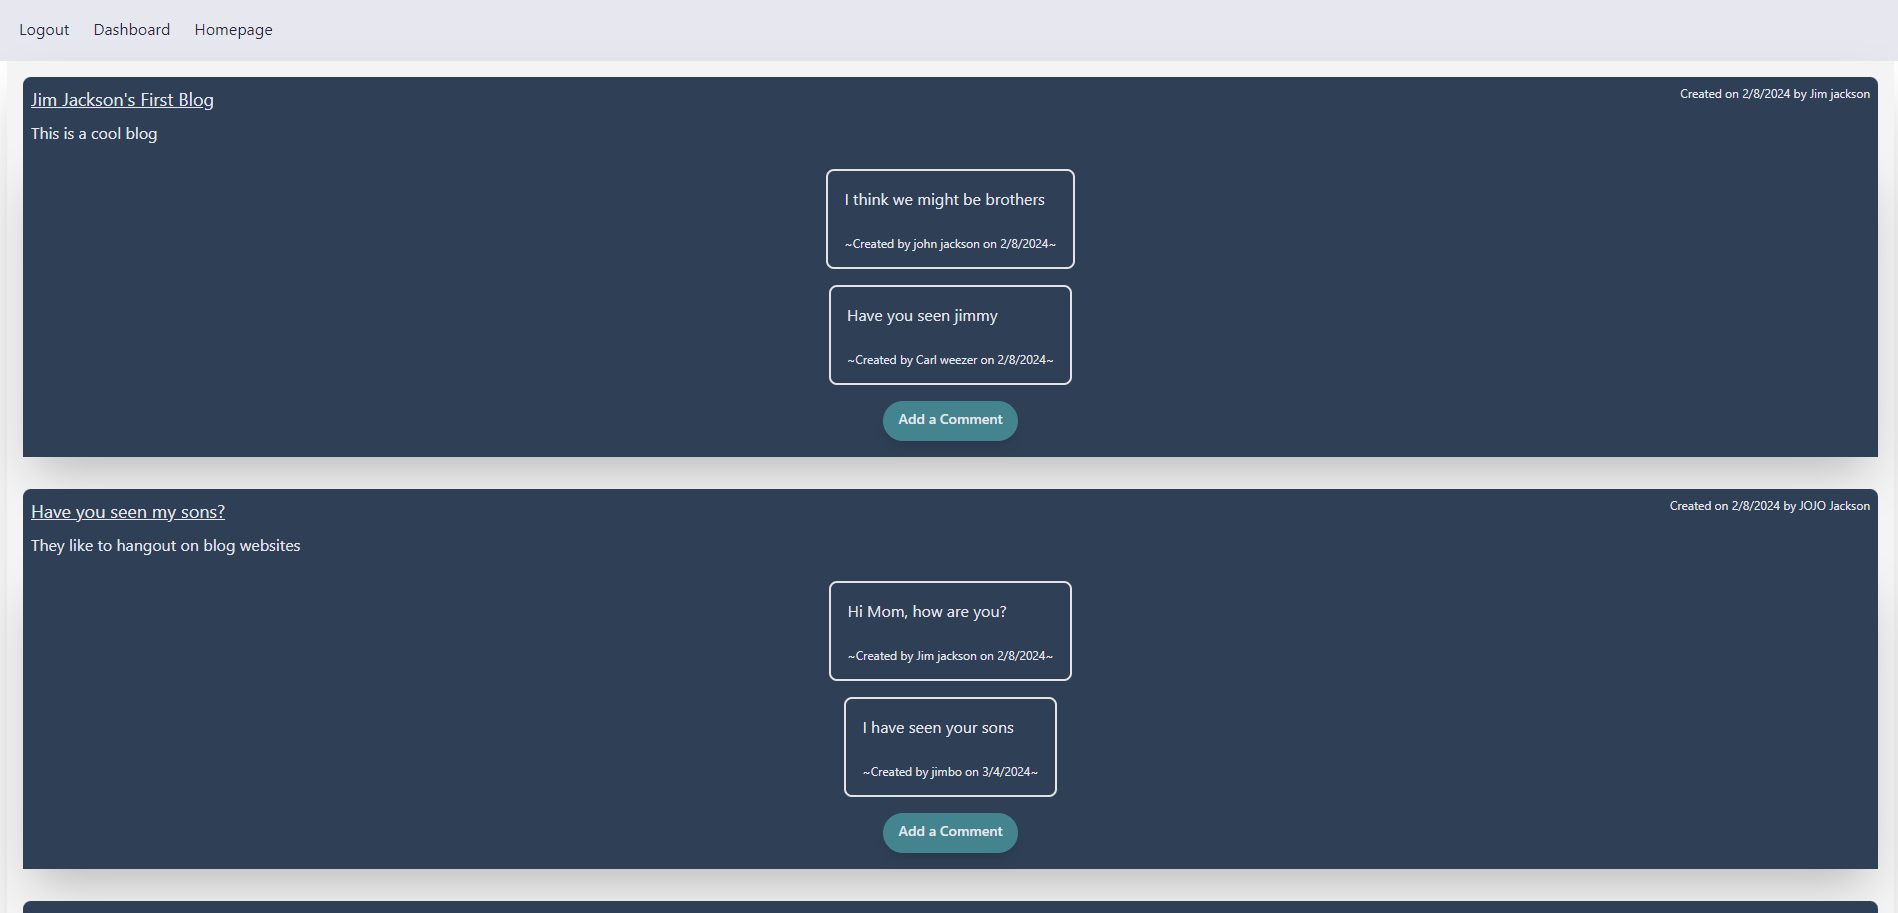 Logout Dashboard Homepage
Jim Jackson's First Blog
Created on 2/8/2024 by Jim jackson
This is a cool blog
I think we might be brothers
~Created by john jackson on 2/8/2024~
Have you seen jimmy
~Created by Carl weezer on 2/8/2024~
Add a Comment
Have you seen my sons?
Created on 2/8/2024 by JOJO Jackson
They like to hangout on blog websites
Hi Mom, how are you?
~Created by Jim jackson on 2/8/2024~
I have seen your sons
~Created by jimbo on 3/4/2024~
Add a Comment